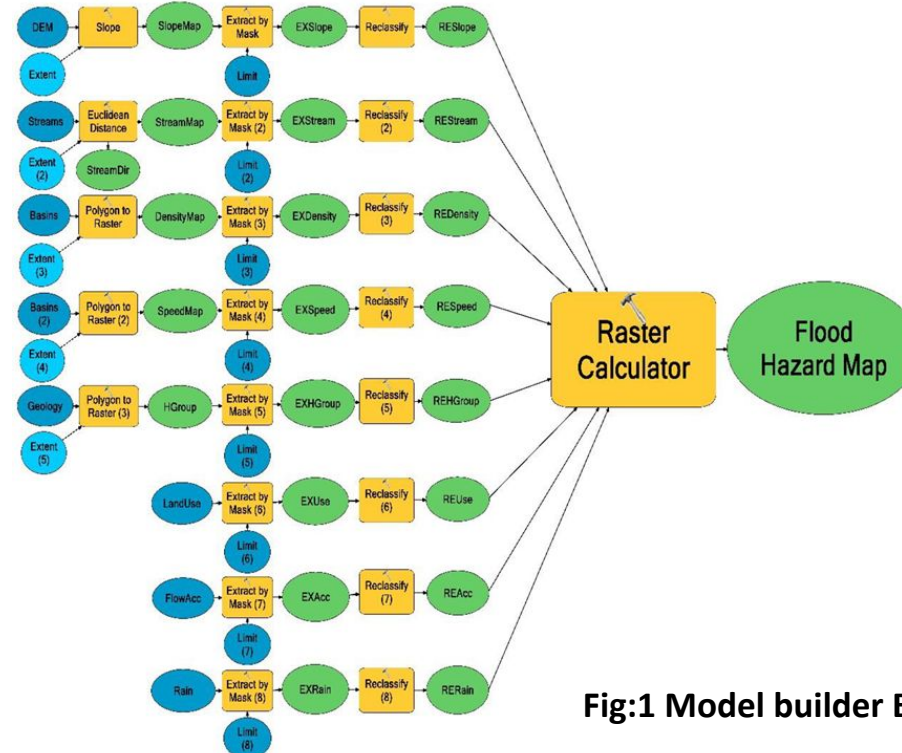 DEM
Slope
SlopeMap
Extract by
Mask
EXSlope
Reclassify
RESlope
Extent
Limit
Streams
Euclidean
Distance
StreamMap
Extract by
Mask (2)
EXStream
Reclassify
(2)
REStream
Extent
(2)
StreamDir
Limit
(2)
Basins
Polygon to
Raster
DensityMap
Extract by
Mask (3)
EXDensity
Reclassify
(3)
REDensity
Extent
(3)
Limit
(3)
Basins
(2)
Polygon to
Raster (2)
SpeedMap
Extract by
Mask (4)
EXSpeed
Reclassify
(4)
RESpeed
Extent
(4)
Limit
(4)
Raster
Calculator
Flood
Hazard Map
Geology
Polygon to
Raster (3)
HGroup
Extract by
Mask (5)
EXHGroup
Reclassify
(5)
REHGroup
Extent
(5)
Limit
(5)
LandUse
Extract by
Mask (6)
EXUse
Reclassify
(6)
REUse
Limit
(6)
FlowAcc
Extract by
Mask (7)
EXAcc
Reclassify
(7)
REAcc
Limit
(7)
Rain
Extract by
Mask (8)
EXRain
Reclassify
(8)
RERain
Limit
(8)
Fig:1 Model builder